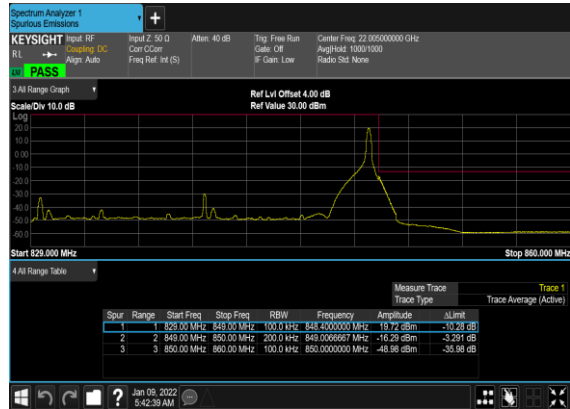 Spectrum Analyzer 1
Spurious Emissions
+
KEYSIGHT Input: RF Input Z: 50 Ω Atten: 40 dB Trig: Free Run Center Freq: 22.005000000 GHz
RL Coupling: DC Corr CCorr Gate: Off Avg|Hold: 1000/1000
Align: Auto Freq Ref: Int (S) IF Gain: Low Radio Std: None
PASS
3 All Range Graph
Ref Lvl Offset 4.00 dB
Scale/Div 10.0 dB Ref Value 30.00 dBm
Log
20.0
10.0
0.00
-10.0
-20.0
-30.0
-40.0
-50.0
-60.0
Start 829.000 MHz Stop 860.000 MHz
4 All Range Table
Measure Trace Trace 1
Trace Type Trace Average (Active)
Spur Range Start Freq Stop Freq RBW Frequency Amplitude ΔLimit
1 1 829.00 MHz 849.00 MHz 100.0 kHz 848.4000000 MHz 19.72 dBm -10.28 dB
2 2 849.00 MHz 850.00 MHz 200.0 kHz 849.0066667 MHz -16.29 dBm -3.291 dB
3 3 850.00 MHz 860.00 MHz 100.0 kHz 850.0000000 MHz -48.98 dBm -35.98 dB
? Jan 09, 2022
5:42:39 AM